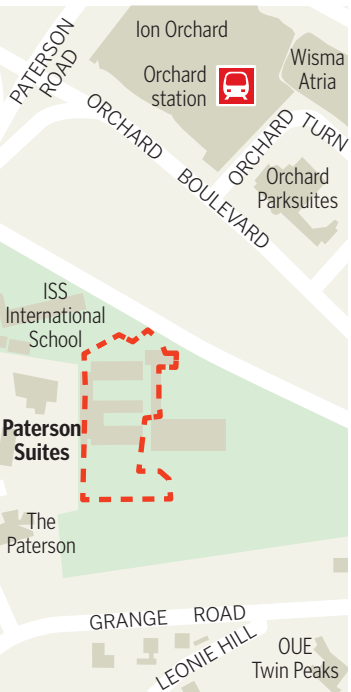 Ion Orchard
PATERSON
ROAD
Orchard
station
Wisma
Atria
ORCHARD BOULEVARD
ORCHARD TURN
Orchard
Parksuites
ISS
International
School
Paterson
Suites
The
Paterson
GRANGE ROAD
LEONIE HILL
OUE
Twin Peaks